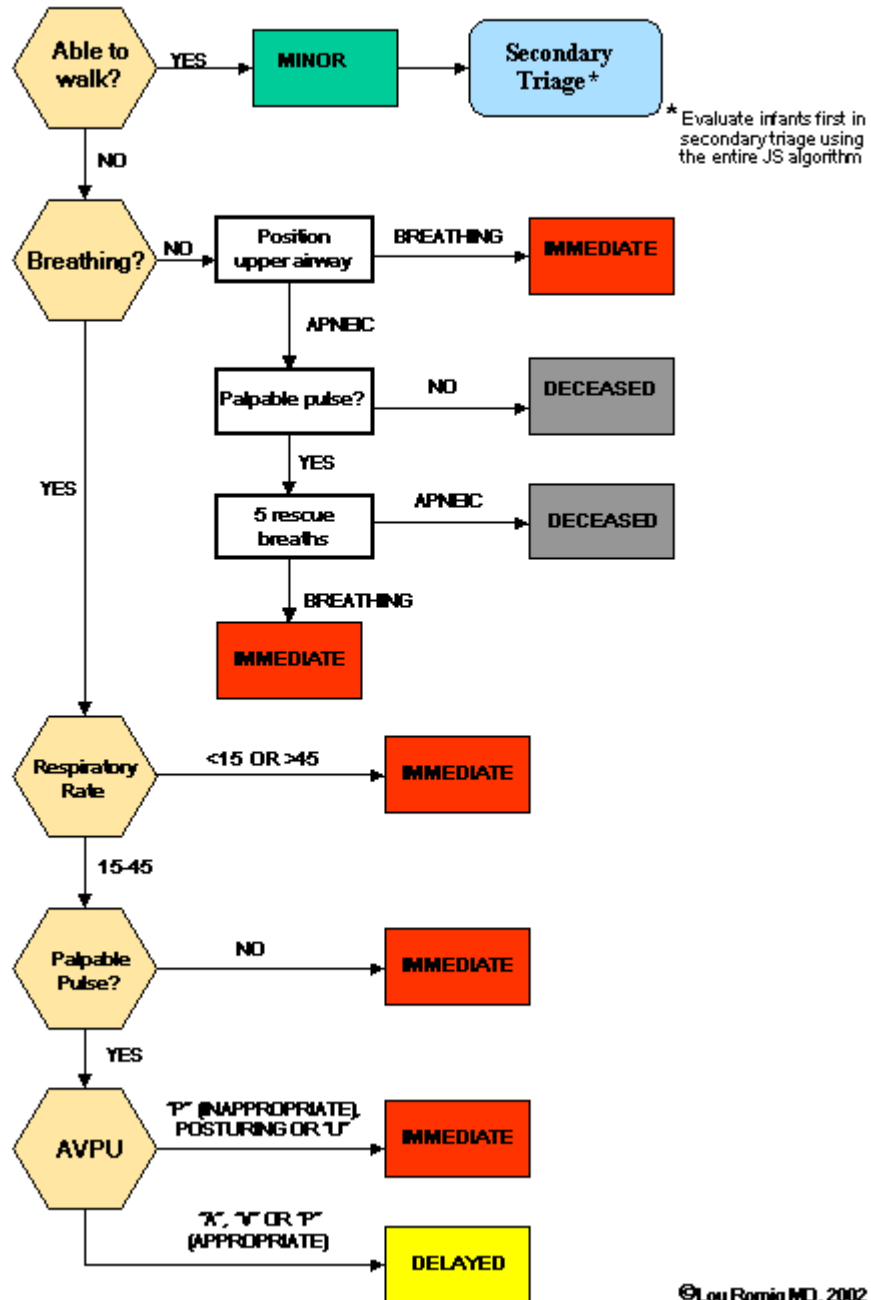 Able to
walk?
YES
MINOR
Secondary
Triage*
* Evaluate infants first in
secondary triage using
the entire JS algorithm
NO
Breathing?
NO
Position
upper airway
BREATHING
IMMEDIATE
APNEIC
Palpable pulse?
NO
DECEASED
YES
5 rescue
breaths
APNEIC
DECEASED
BREATHING
IMMEDIATE
YES
Respiratory
Rate
<15 OR >45
IMMEDIATE
15-45
Palpable
Pulse?
NO
IMMEDIATE
YES
AVPU
"P" (INAPPROPRIATE),
POSTURING OR "U"
IMMEDIATE
"A", "V" OR "P"
(APPROPRIATE)
DELAYED
©Lou Romig MD, 2002